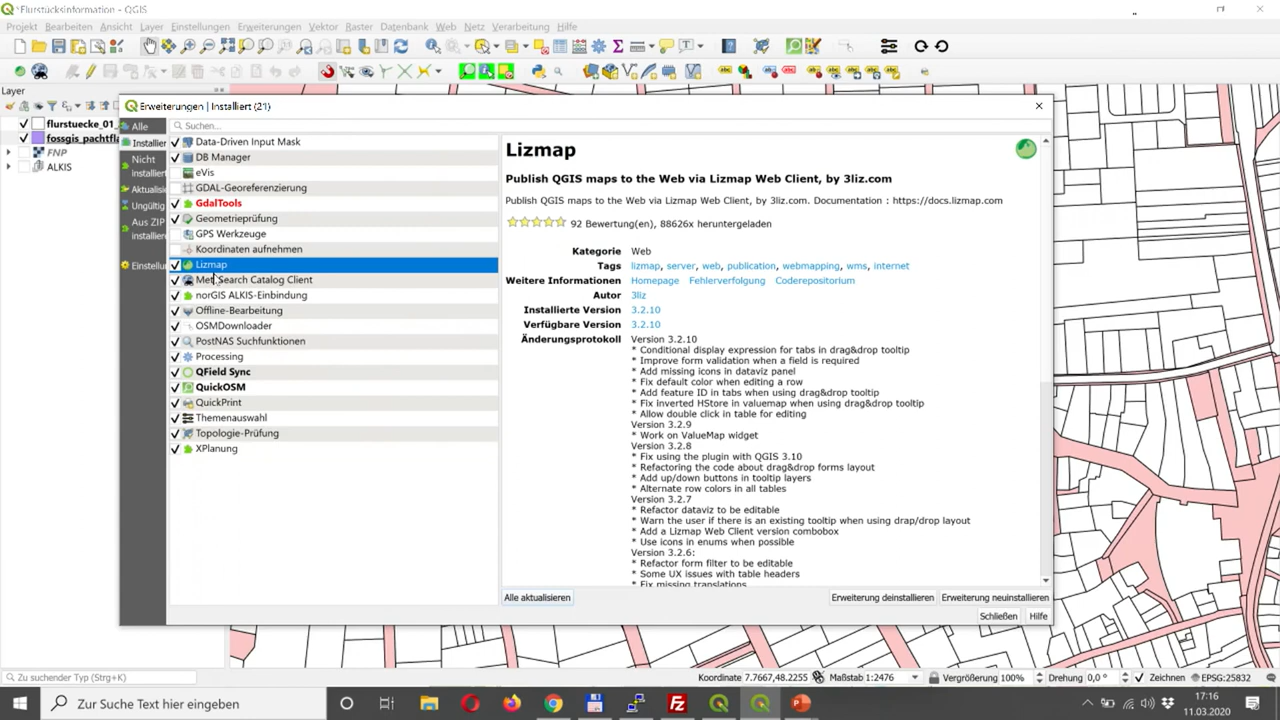 *Flurstücksinformation — QGIS
Projekt Bearbeiten Ansicht Layer Einstellungen Erweiterungen Vektor Raster Datenbank Web Netz Verarbeitung Hilfe
Layer
flurstuecke_01_
fossgis_pachtfla
FNP
ALKIS
Erweiterungen | Installiert (21)
Alle
Installier
Nicht
installiert
Aktualisie
Ungültig
Aus ZIP
installiere
Einstellu
Suchen...
Data-Driven Input Mask
DB Manager
eVis
GDAL-Georeferenzierung
GdalTools
Geometrieprüfung
GPS Werkzeuge
Koordinaten aufnehmen
Lizmap
MetaSearch Catalog Client
norGIS ALKIS-Einbindung
Offline-Bearbeitung
OSMDownloader
PostNAS Suchfunktionen
Processing
QField Sync
QuickOSM
QuickPrint
Themenauswahl
Topologie-Prüfung
XPlanung
Lizmap
Publish QGIS maps to the Web via Lizmap Web Client, by 3liz.com
Publish QGIS maps to the Web via Lizmap Web Client, by 3liz.com. Documentation : https://docs.lizmap.com
92 Bewertung(en), 88626x heruntergeladen
Kategorie Web
Tags lizmap, server, web, publication, webmapping, wms, internet
Weitere Informationen Homepage Fehlerverfolgung Coderepositorium
Autor 3liz
Installierte Version 3.2.10
Verfügbare Version 3.2.10
Änderungsprotokoll Version 3.2.10
* Conditional display expression for tabs in drag&drop tooltip
* Improve form validation when a field is required
* Add missing icons in dataviz panel
* Fix default color when editing a row
* Add feature ID in tabs when using drag&drop tooltip
* Fix inverted HStore in valuemap when using drag&drop tooltip
* Allow double click in table for editing
Version 3.2.9
* Work on ValueMap widget
Version 3.2.8
* Fix using the plugin with QGIS 3.10
* Refactoring the code about drag&drop forms layout
* Add up/down buttons in tooltip layers
* Alternate row colors in all tables
Version 3.2.7
* Refactor dataviz to be editable
* Warn the user if there is an existing tooltip when using drap/drop layout
* Add a Lizmap Web Client version combobox
* Use icons in enums when possible
Version 3.2.6:
* Refactor form filter to be editable
* Some UX issues with table headers
* Fix missing translations
Alle aktualisieren Erweiterung deinstallieren Erweiterung neuinstallieren
Schließen Hilfe
Zu suchender Typ (Strg+K) Koordinate 7.7667,48.2255 Maßstab 1:2476 Vergrößerung 100% Drehung 0,0 ° Zeichnen EPSG:25832
Zur Suche Text hier eingeben
17:16
11.03.2020